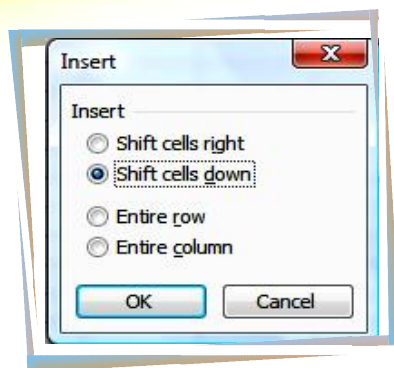 Insert
Insert
Shift cells right
Shift cells down
Entire row
Entire column
OK
Cancel